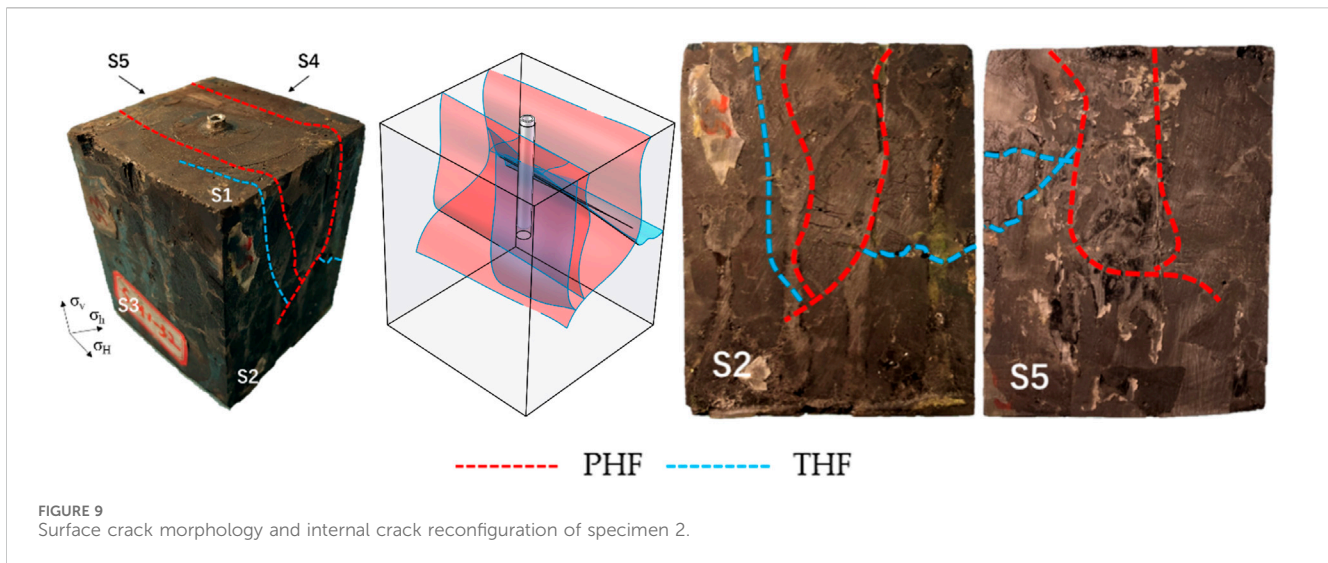 S5
S4
S1
S3
S2
σv
σh
σH
S2
S5
PHF
THF
FIGURE 9
Surface crack morphology and internal crack reconfiguration of specimen 2.